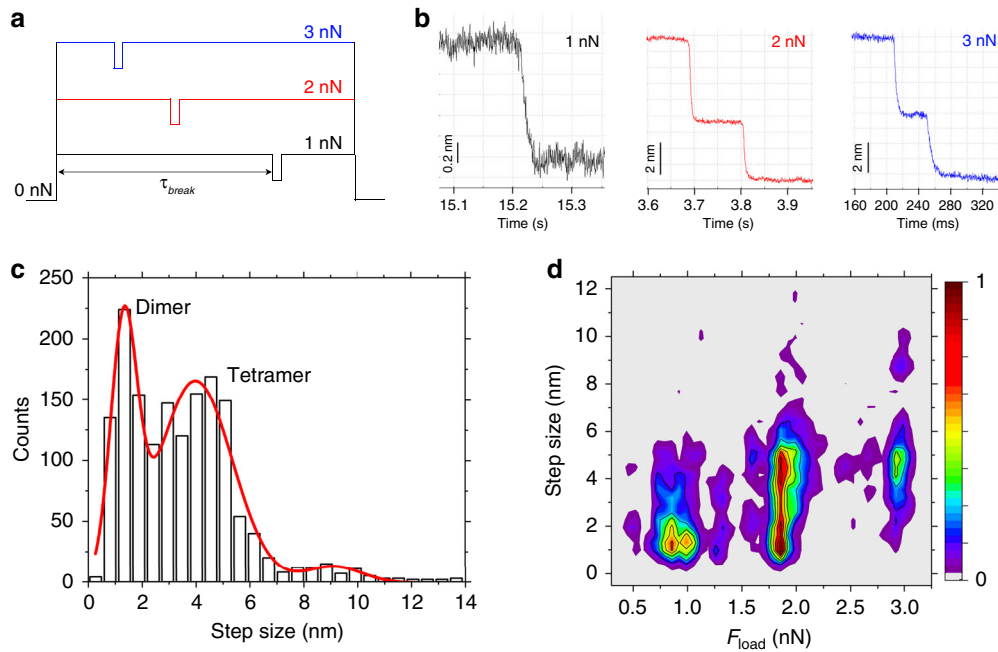 a
3 nN
2 nN
1 nN
0 nN
τbreak
b
1 nN
0.2 nm
15.1 15.2 15.3
Time (s)
2 nN
2 nm
3.6 3.7 3.8 3.9
Time (s)
3 nN
2 nm
160 200 240 280 320
Time (ms)
c
250
200
150
100
50
0
Counts
Dimer
Tetramer
0 2 4 6 8 10 12 14
Step size (nm)
d
12
10
8
6
4
2
0
Step size (nm)
0.5 1.0 1.5 2.0 2.5 3.0
Fload (nN)
1
0